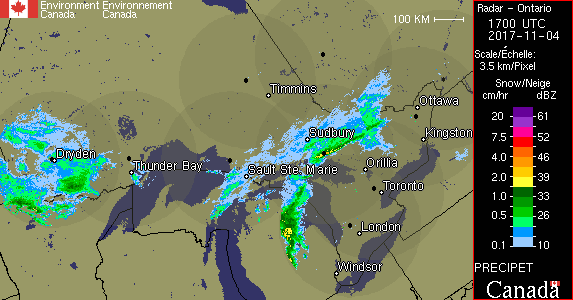 Environment Environnement
Canada Canada
100 KM
Timmins
Ottawa
Sudbury
Kingston
Dryden
Thunder Bay
Sault Ste. Marie
Orillia
Toronto
London
Windsor
Radar - Ontario
1700 UTC
2017-11-04
Scale/Échelle:
3.5 km/Pixel
Snow/Neige
cm/hr dBZ
20 61
7.5 52
4.0 46
2.0 39
1.0 33
0.5 26
0.1 10
PRECIPET
Canada